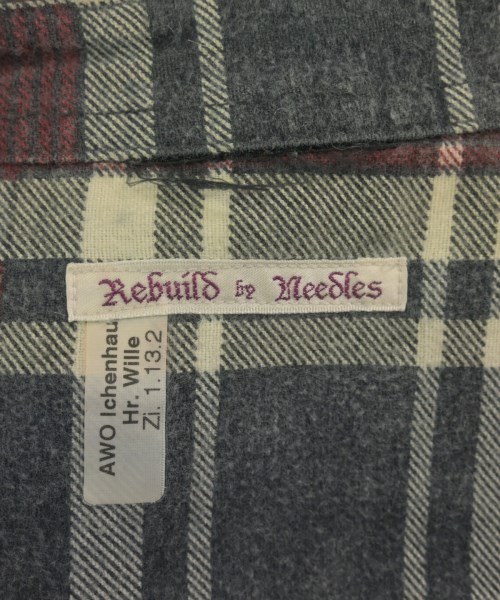 Rebuild by Needles
AWO Ichenhau
Hr. Wille
Zi. 1.13.2